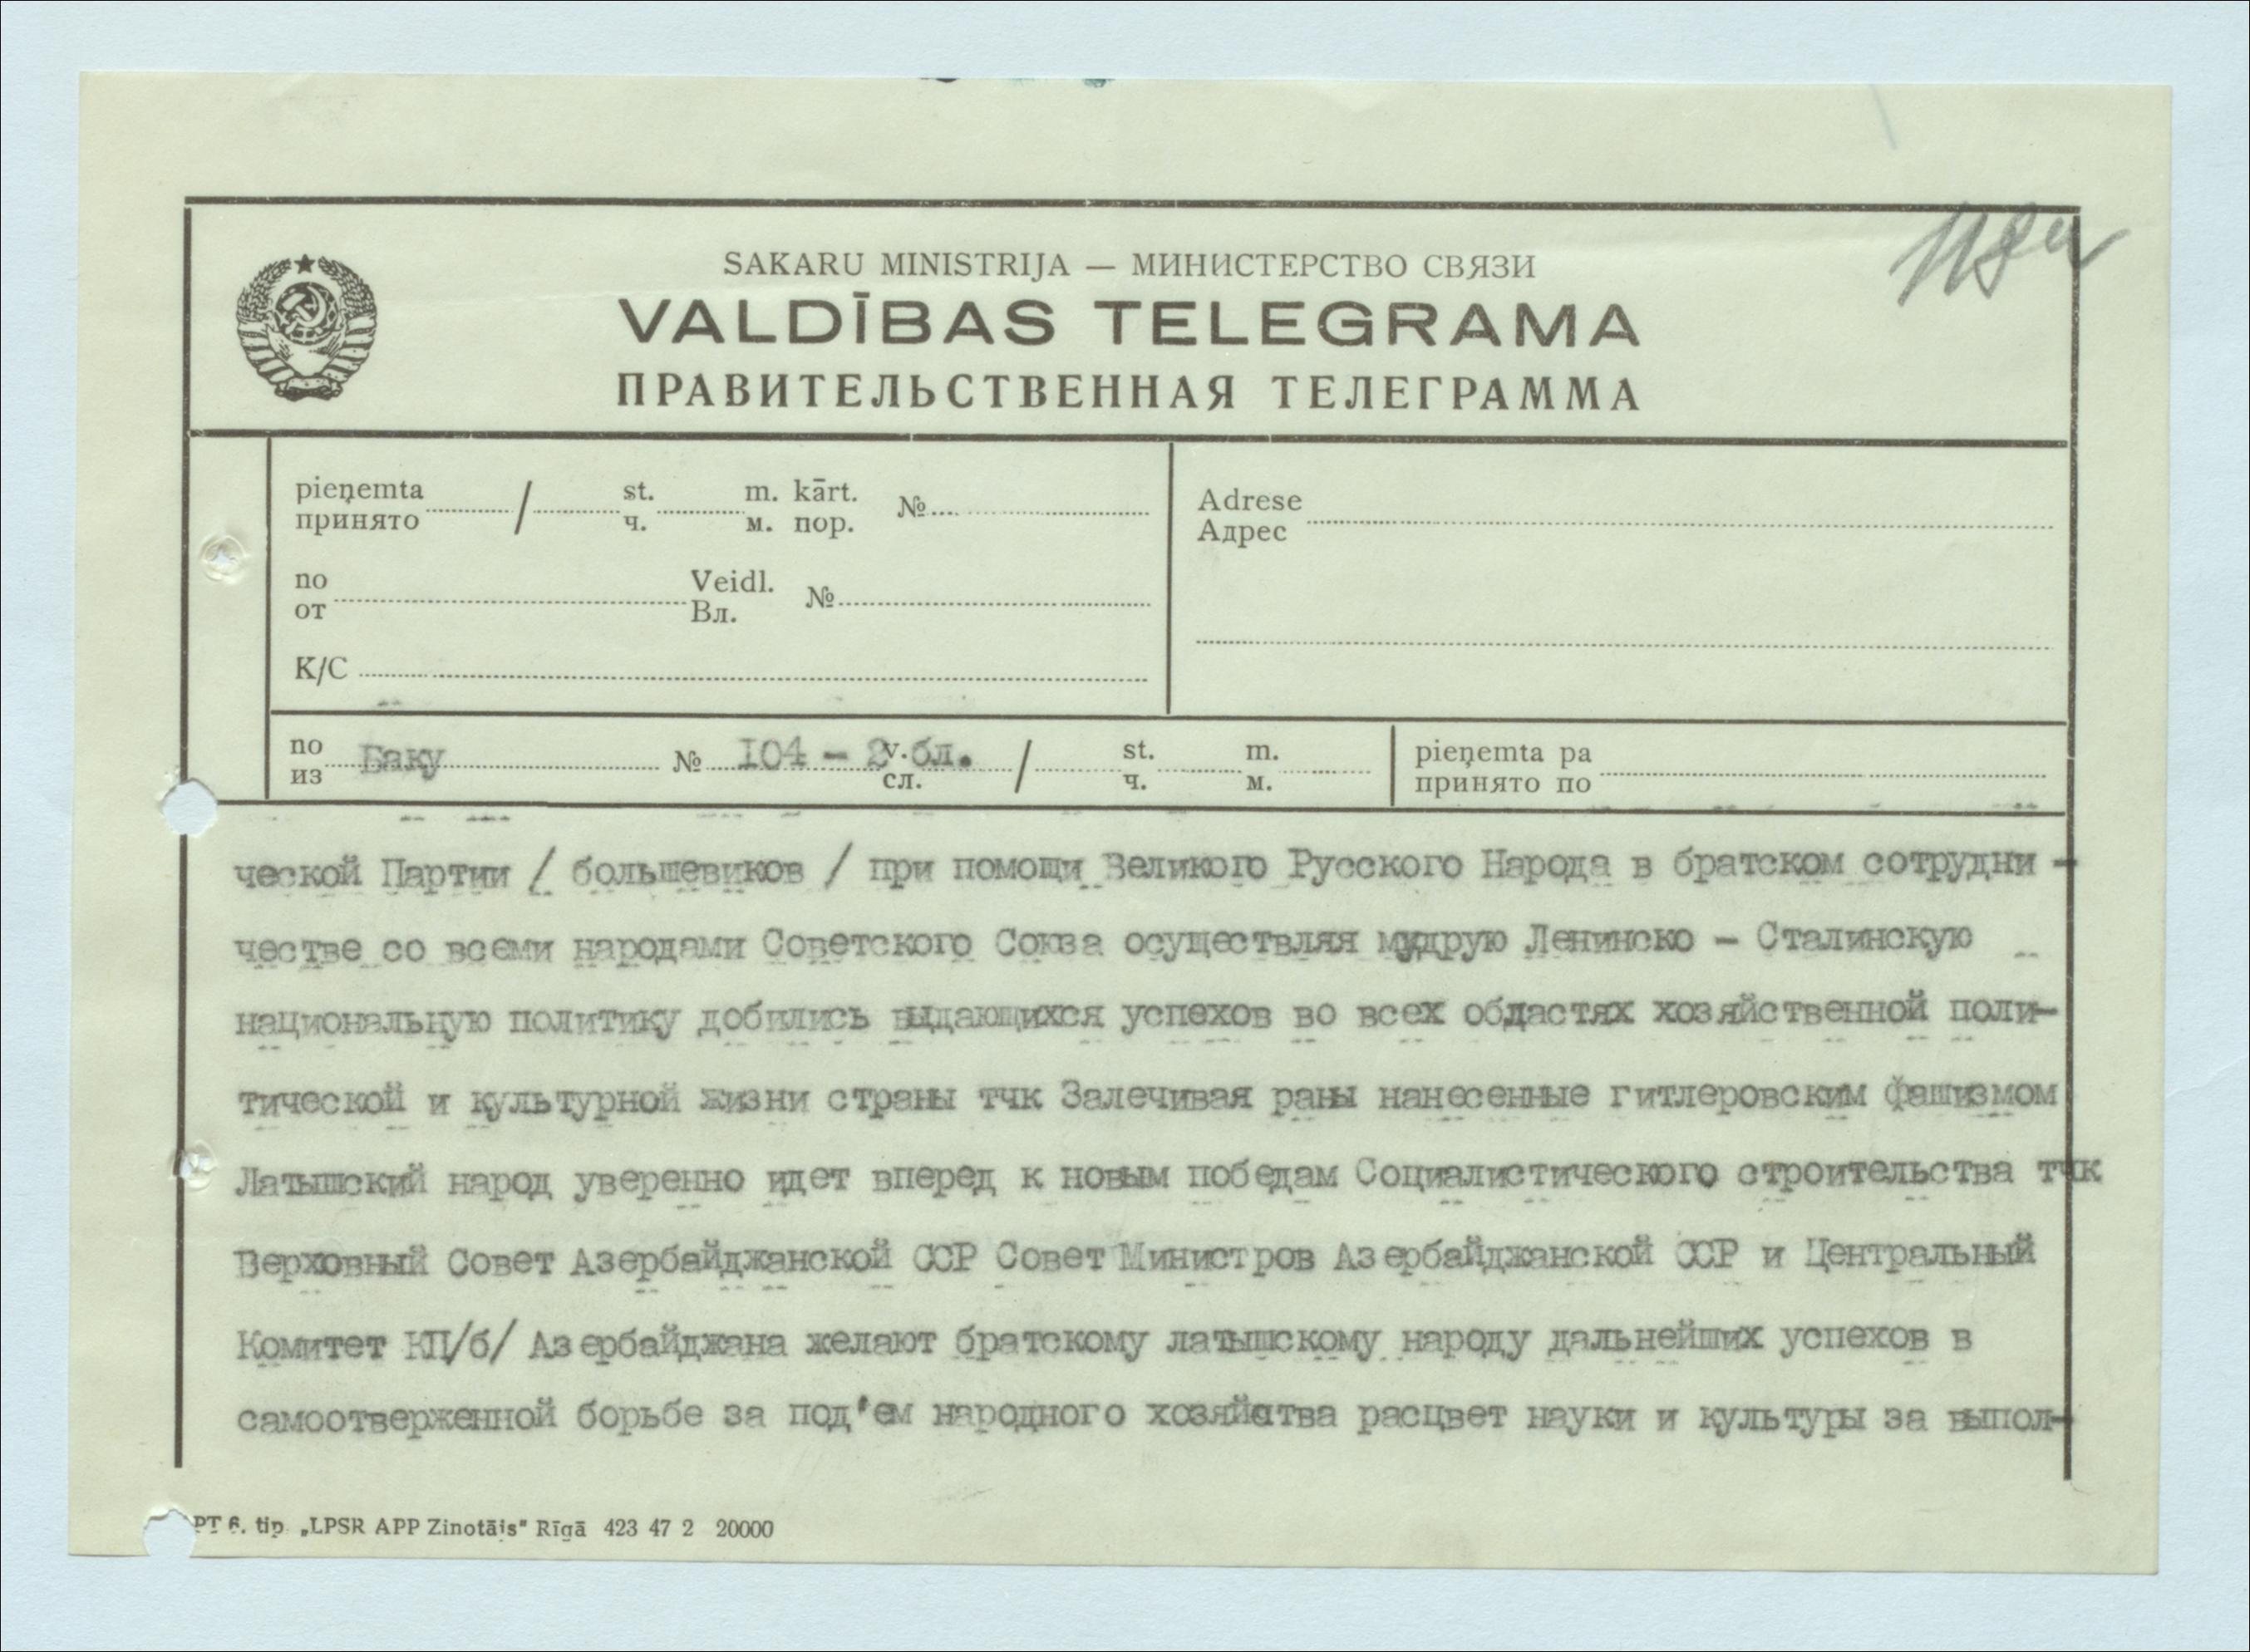 SAKARU MINISTRIJA — МИНИСТЕРСТВО СВЯЗИ
VALDĪBAS TELEGRAMA
ПРАВИТЕЛЬСТВЕННАЯ ТЕЛЕГРАММА
pieņemta / st. m. kārt. №
принято ч. м. пор.
Adrese
Адрес
no Veidl. №
от Вл.
K/C
no Баку № 104 - 2 бл. v. / st. m.
из сл. ч. м.
pieņemta pa
принято по
ческой Партии / большевиков / при помощи Великого Русского Народа в братском сотрудни -
честве со всеми народами Советского Союза осуществляя мудрую Ленинско - Сталинскую
национальную политику добились выдающихся успехов во всех областях хозяйственной поли-
тической и культурной жизни страны тчк Залечивая раны нанесенные гитлеровским фашизмом
Латышский народ уверенно идет вперед к новым победам Социалистического строительства тчк
Верховный Совет Азербайджанской ССР Совет Министров Азербайджанской ССР и Центральный
Комитет КП/б/ Азербайджана желают братскому латышскому народу дальнейших успехов в
самоотверженной борьбе за под'ем народного хозяйства расцвет науки и культуры за выпол-
PT 6. tip. „LPSR APP Zinotājs" Rīgā 423 47 2 20000